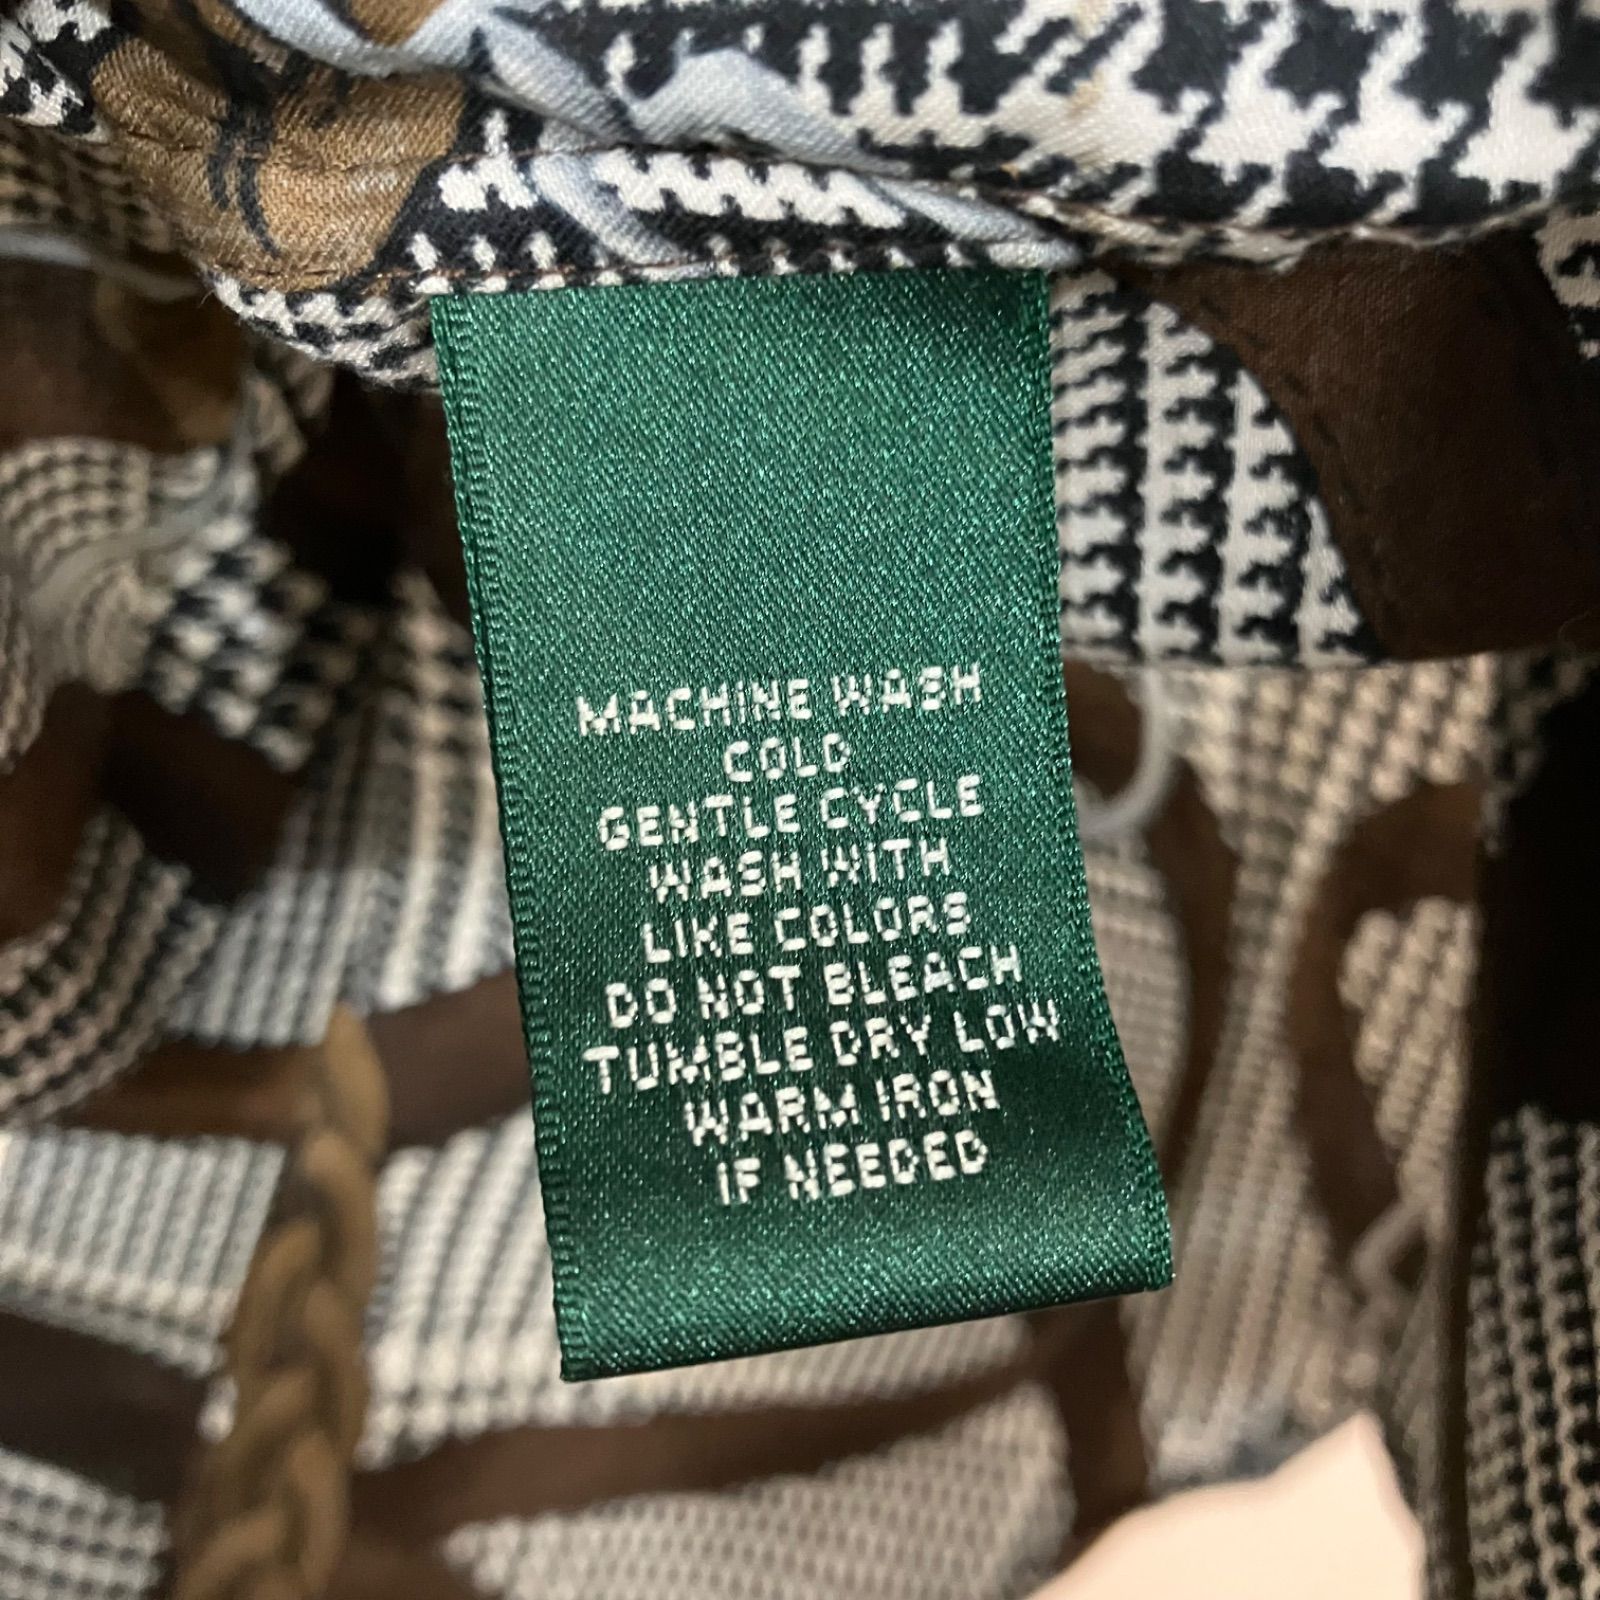 MACHINE WASH
COLD
GENTLE CYCLE
WASH WITH
LIKE COLORS
DO NOT BLEACH
TUMBLE DRY LOW
WARM IRON
IF NEEDED